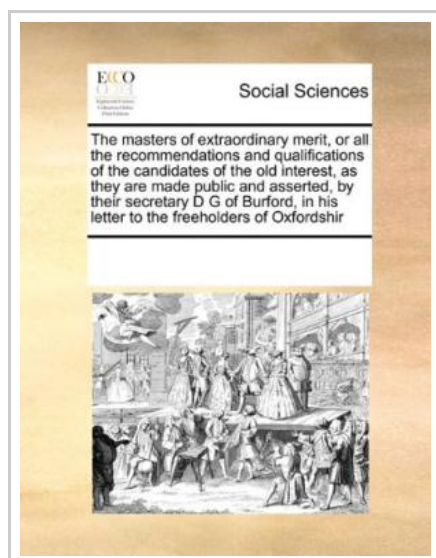 ECCO
Social Sciences
The masters of extraordinary merit, or all
the recommendations and qualifications
of the candidates of the old interest, as
they are made public and asserted, by
their secretary D G of Burford, in his
letter to the freeholders of Oxfordshir